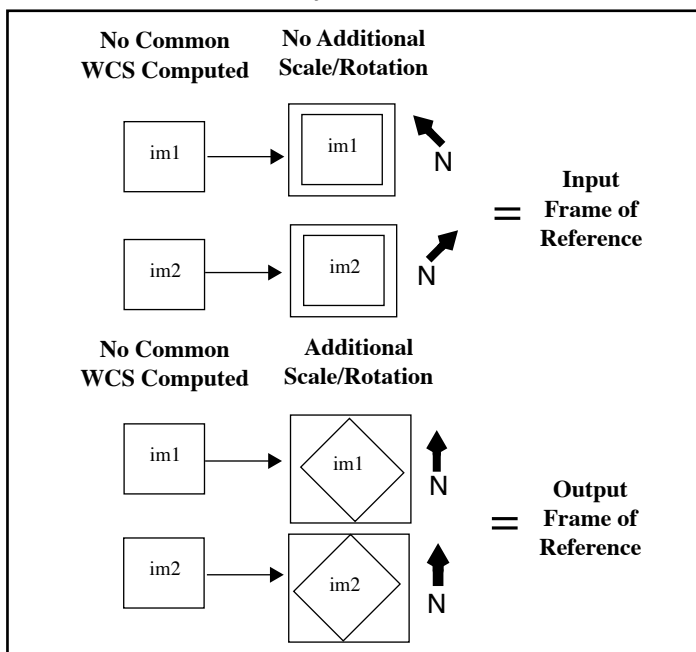 No Common
WCS Computed
No Additional
Scale/Rotation
im1
im1
N
im2
im2
N
=
Input
Frame of
Reference
No Common
WCS Computed
Additional
Scale/Rotation
im1
im1
N
im2
im2
N
=
Output
Frame of
Reference